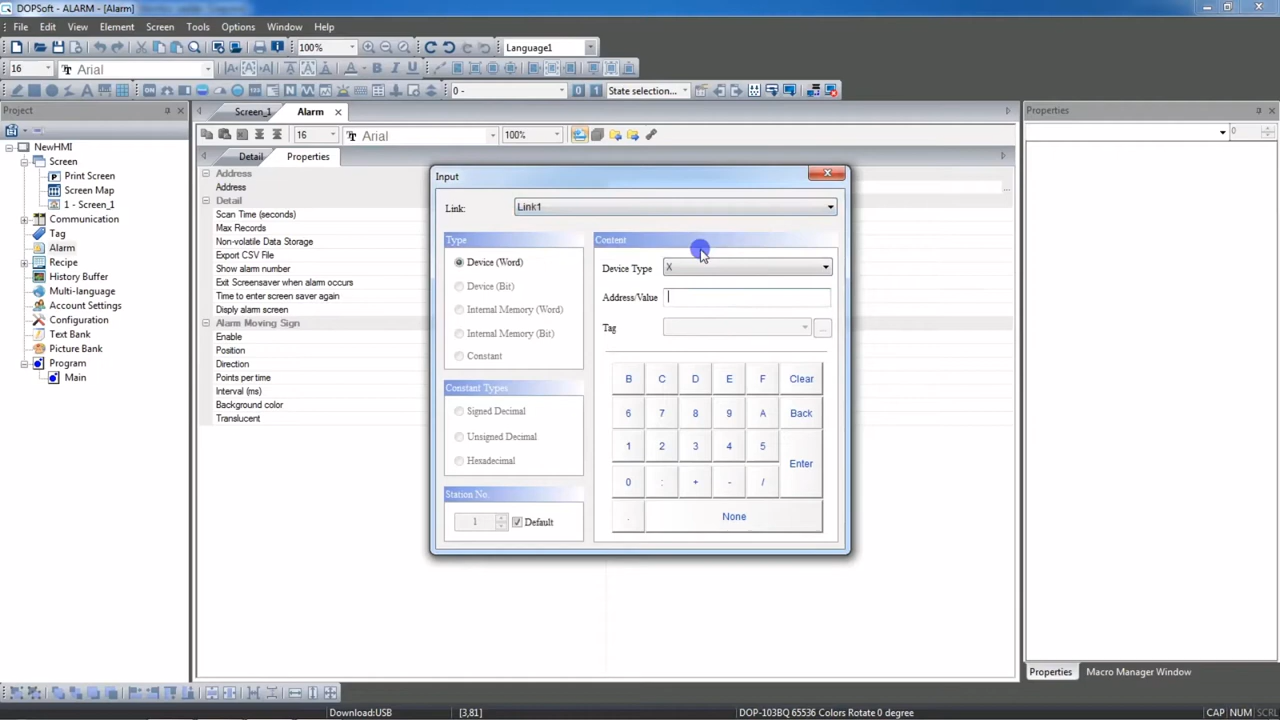 DOPSoft - ALARM - [Alarm]
File Edit View Element Screen Tools Options Window Help
100% Language1
16 Arial
0 - 0 1 State selection...
Project
Screen_1 Alarm
Properties
NewHMI
Screen
Print Screen
Screen Map
1 - Screen_1
Communication
Tag
Alarm
Recipe
History Buffer
Multi-language
Account Settings
Configuration
Text Bank
Picture Bank
Program
Main
16 Arial 100%
Detail Properties
Address
Address
Detail
Scan Time (seconds)
Max Records
Non-volatile Data Storage
Export CSV File
Show alarm number
Exit Screensaver when alarm occurs
Time to enter screen saver again
Disply alarm screen
Alarm Moving Sign
Enable
Position
Direction
Points per time
Interval (ms)
Background color
Translucent
Input
Link: Link1
Type
Device (Word)
Device (Bit)
Internal Memory (Word)
Internal Memory (Bit)
Constant
Constant Types
Signed Decimal
Unsigned Decimal
Hexadecimal
Station No.
1 Default
Content
Device Type X
Address/Value
Tag ...
B C D E F Clear
6 7 8 9 A Back
1 2 3 4 5 Enter
0 : + - /
. None
0
Properties Macro Manager Window
Download:USB [3,81] DOP-103BQ 65536 Colors Rotate 0 degree CAP NUM SCRL